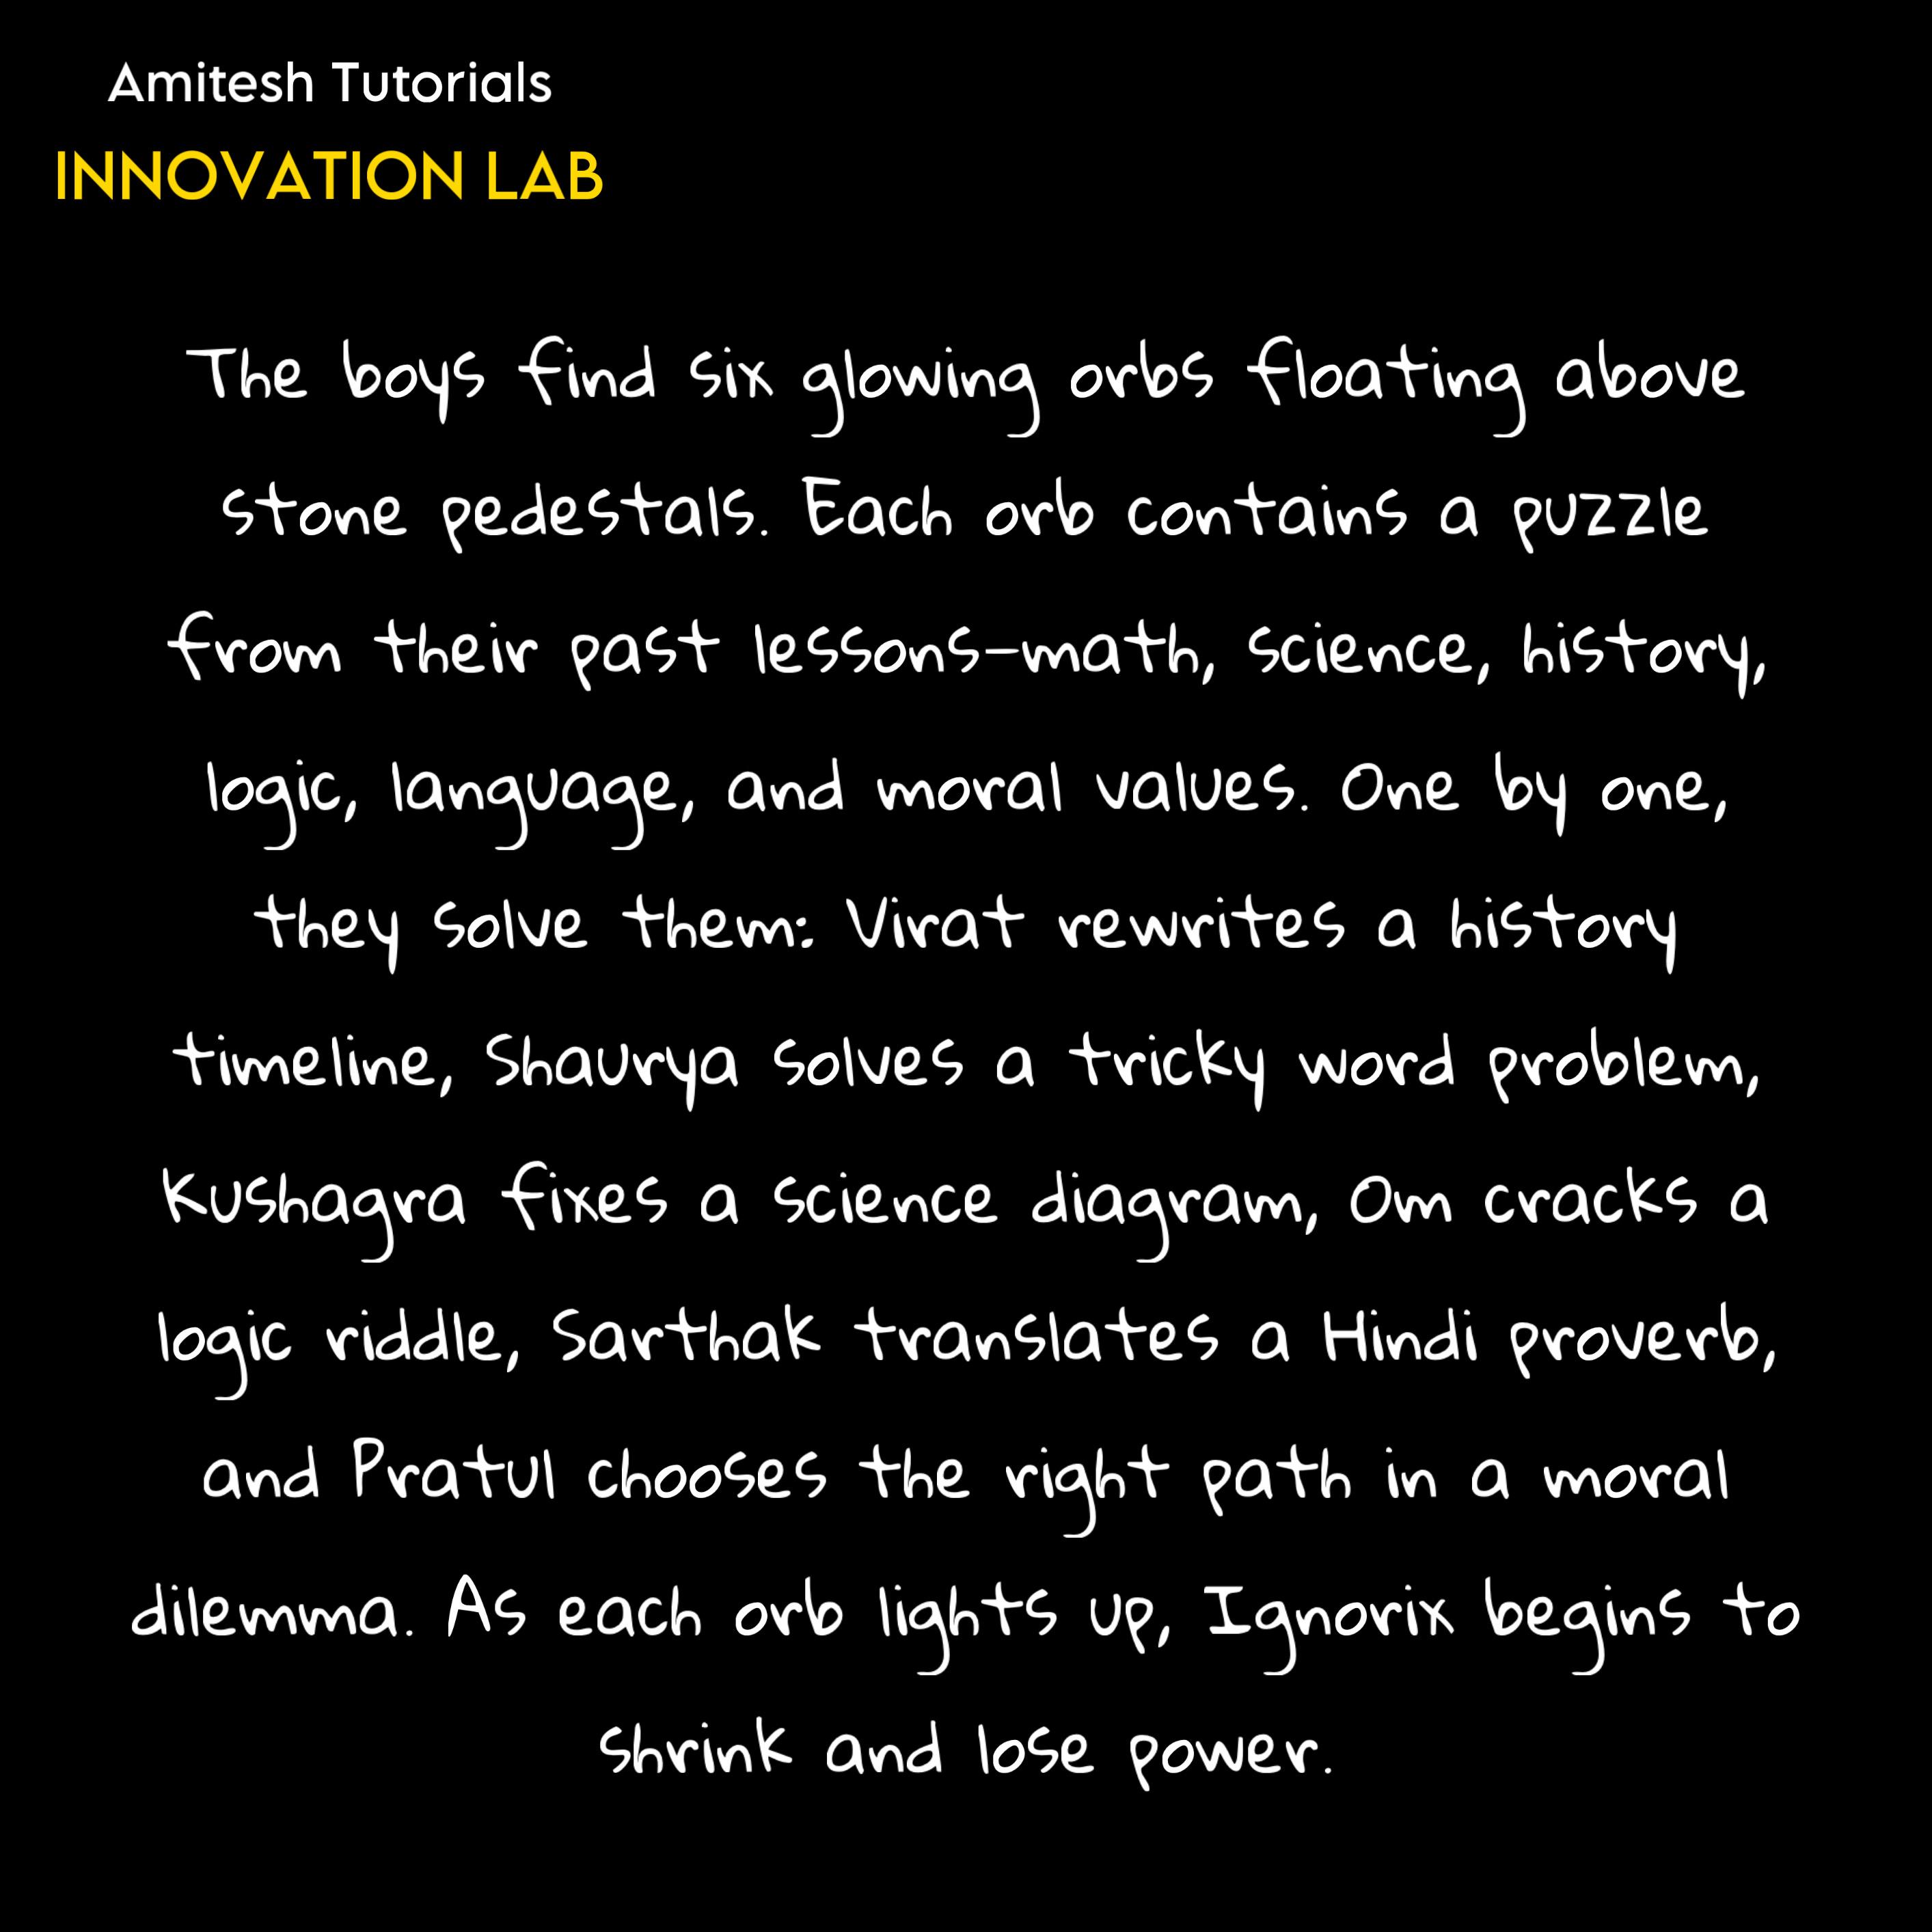 Amitesh Tutorials
INNOVATION LAB
The boys find six glowing orbs floating above
stone pedestals. Each orb contains a puzzle
from their past lessons—math, science, history,
logic, language, and moral values. One by one,
they solve them: Virat rewrites a history
timeline, Shaurya solves a tricky word problem,
Kushagra fixes a science diagram, Om cracks a
logic riddle, Sarthak translates a Hindi proverb,
and Pratul chooses the right path in a moral
dilemma. As each orb lights up, Ignorix begins to
shrink and lose power.